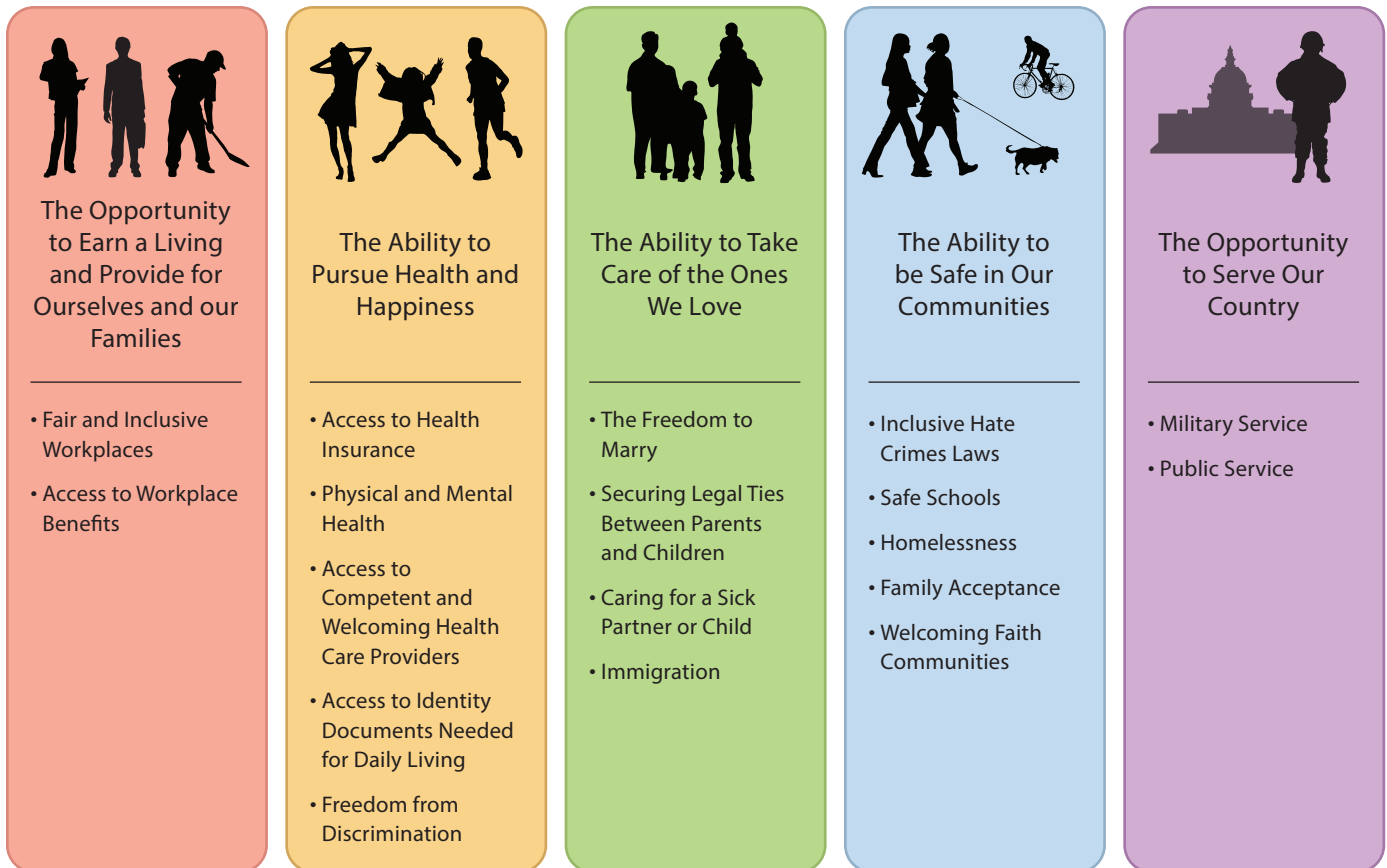 The Opportunity
to Earn a Living
and Provide for
Ourselves and our
Families
• Fair and Inclusive
Workplaces
• Access to Workplace
Benefits
The Ability to
Pursue Health and
Happiness
• Access to Health
Insurance
• Physical and Mental
Health
• Access to
Competent and
Welcoming Health
Care Providers
• Access to Identity
Documents Needed
for Daily Living
• Freedom from
Discrimination
The Ability to Take
Care of the Ones
We Love
• The Freedom to
Marry
• Securing Legal Ties
Between Parents
and Children
• Caring for a Sick
Partner or Child
• Immigration
The Ability to
be Safe in Our
Communities
• Inclusive Hate
Crimes Laws
• Safe Schools
• Homelessness
• Family Acceptance
• Welcoming Faith
Communities
The Opportunity
to Serve Our
Country
• Military Service
• Public Service